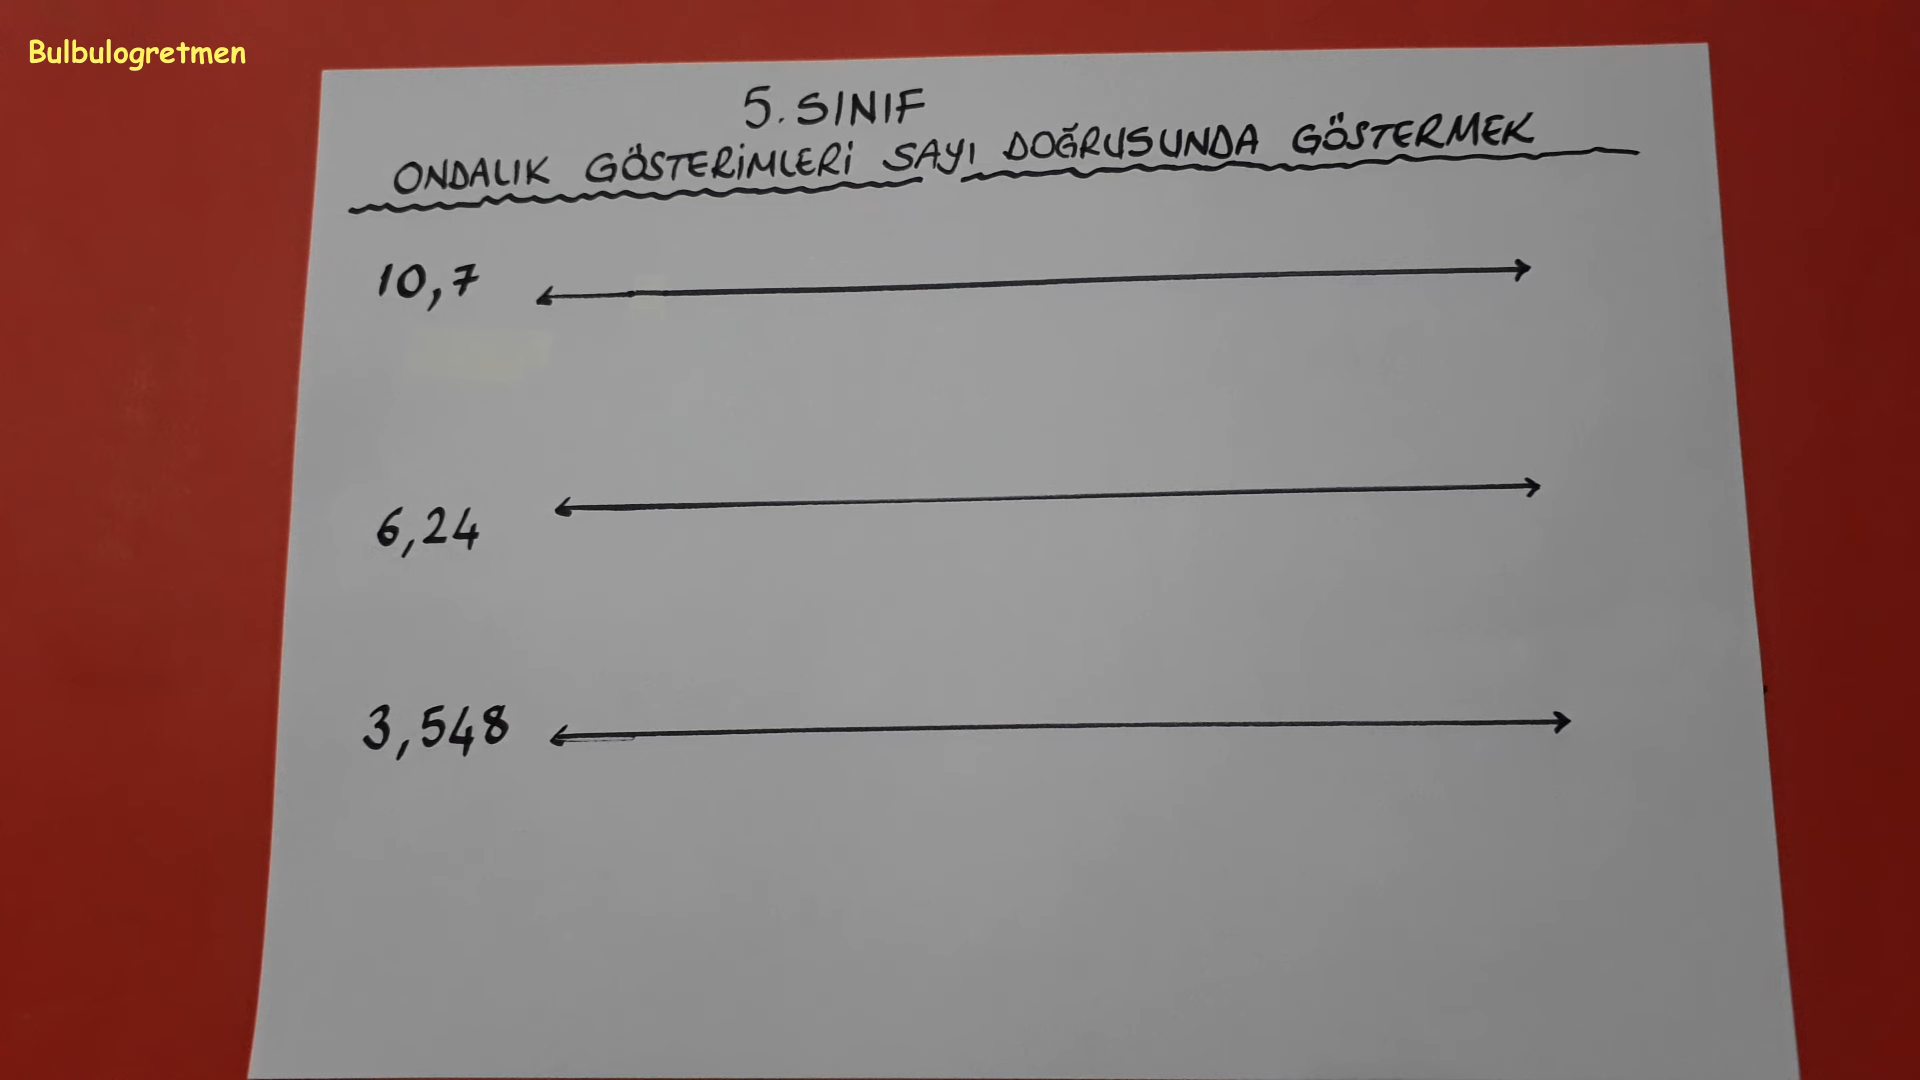 Bulbulogretmen
5. SINIF
ONDALIK GÖSTERİMLERİ SAYI DOĞRUSUNDA GÖSTERMEK
10,7
6,24
3,548